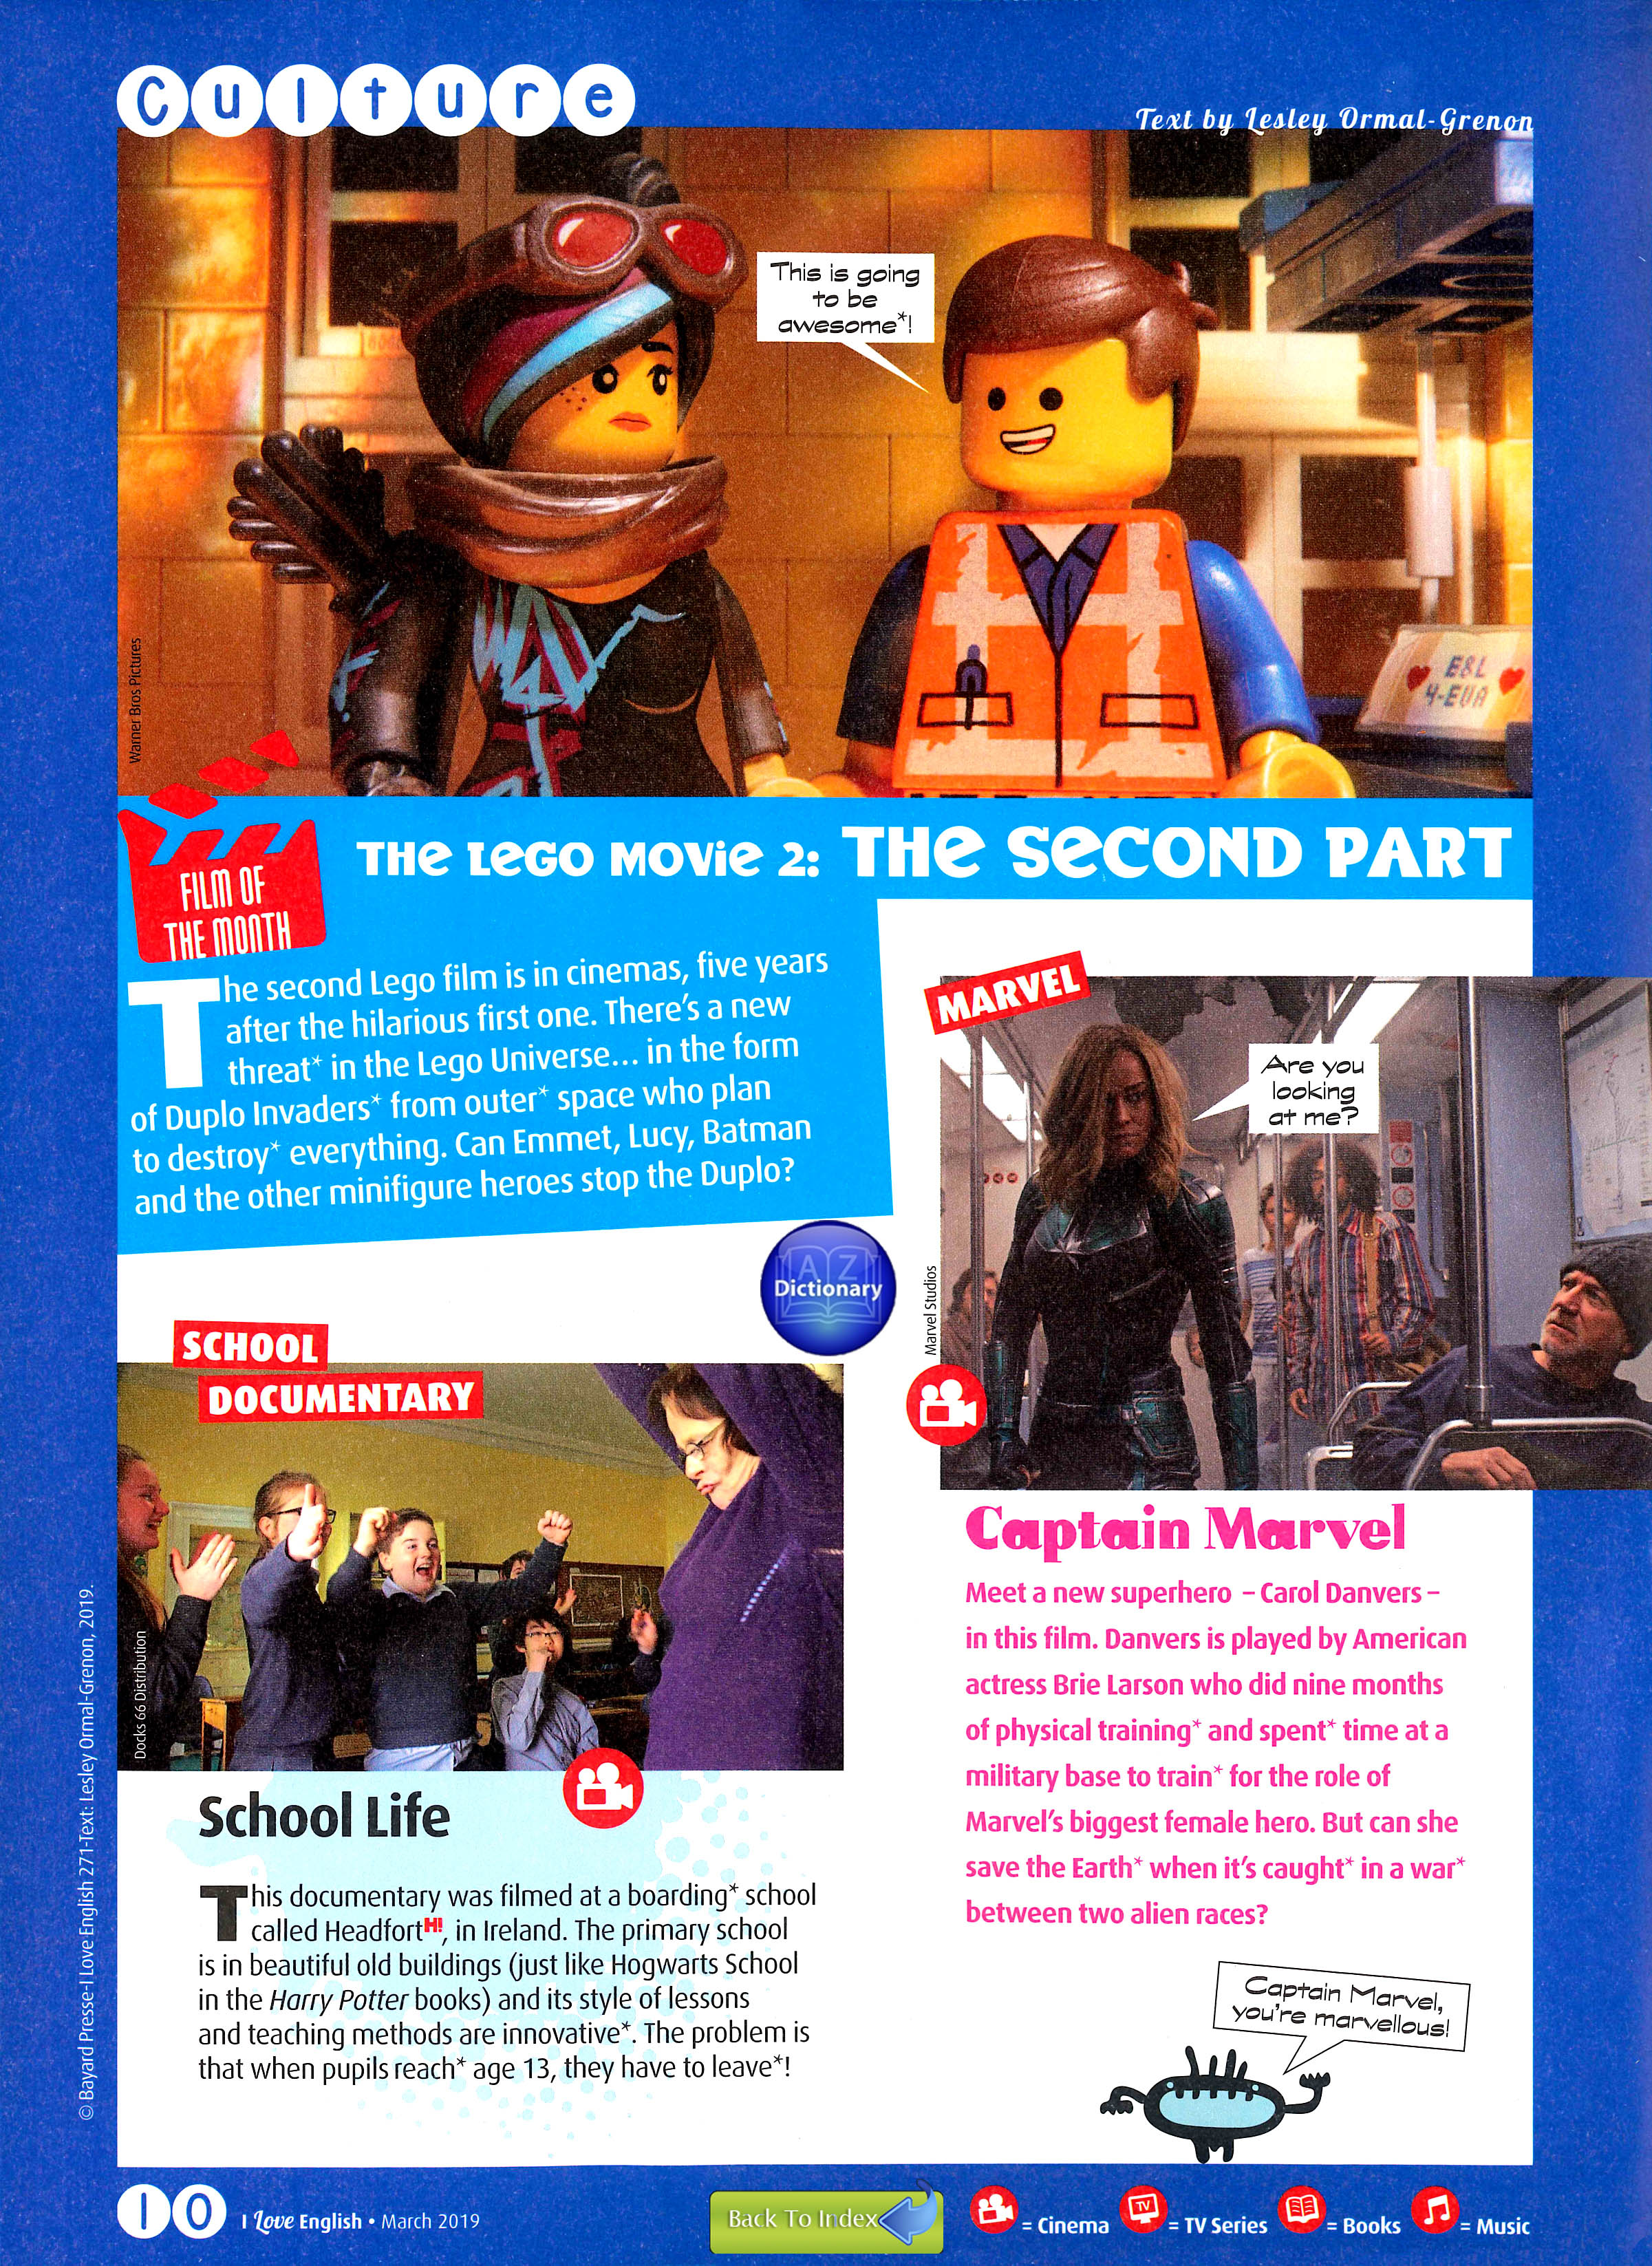 Culture
Text by Lesley Ormal-Grenon
This is going
to be
awesome*!
E&L
4-EVA
Warner Bros Pictures
FILM OF
THE MONTH
THE LEGO MOVIE 2: THE SECOND PART
The second Lego film is in cinemas, five years
after the hilarious first one. There's a new
threat* in the Lego Universe... in the form
of Duplo Invaders* from outer* space who plan
to destroy* everything. Can Emmet, Lucy, Batman
and the other minifigure heroes stop the Duplo?
MARVEL
Are you
looking
at me?
Marvel Studios
A Z
Dictionary
Captain Marvel
Meet a new superhero – Carol Danvers –
in this film. Danvers is played by American
actress Brie Larson who did nine months
of physical training* and spent* time at a
military base to train* for the role of
Marvel's biggest female hero. But can she
save the Earth* when it's caught* in a war*
between two alien races?
Captain Marvel,
you're marvellous!
SCHOOL
DOCUMENTARY
Docks 66 Distribution
School Life
This documentary was filmed at a boarding* school
called HeadfortH!, in Ireland. The primary school
is in beautiful old buildings (just like Hogwarts School
in the Harry Potter books) and its style of lessons
and teaching methods are innovative*. The problem is
that when pupils reach* age 13, they have to leave*!
© Bayard Presse-I Love English 271-Text: Lesley Ormal-Grenon, 2019.
10 I Love English • March 2019
Back To Index
= Cinema
TV = TV Series
= Books
= Music